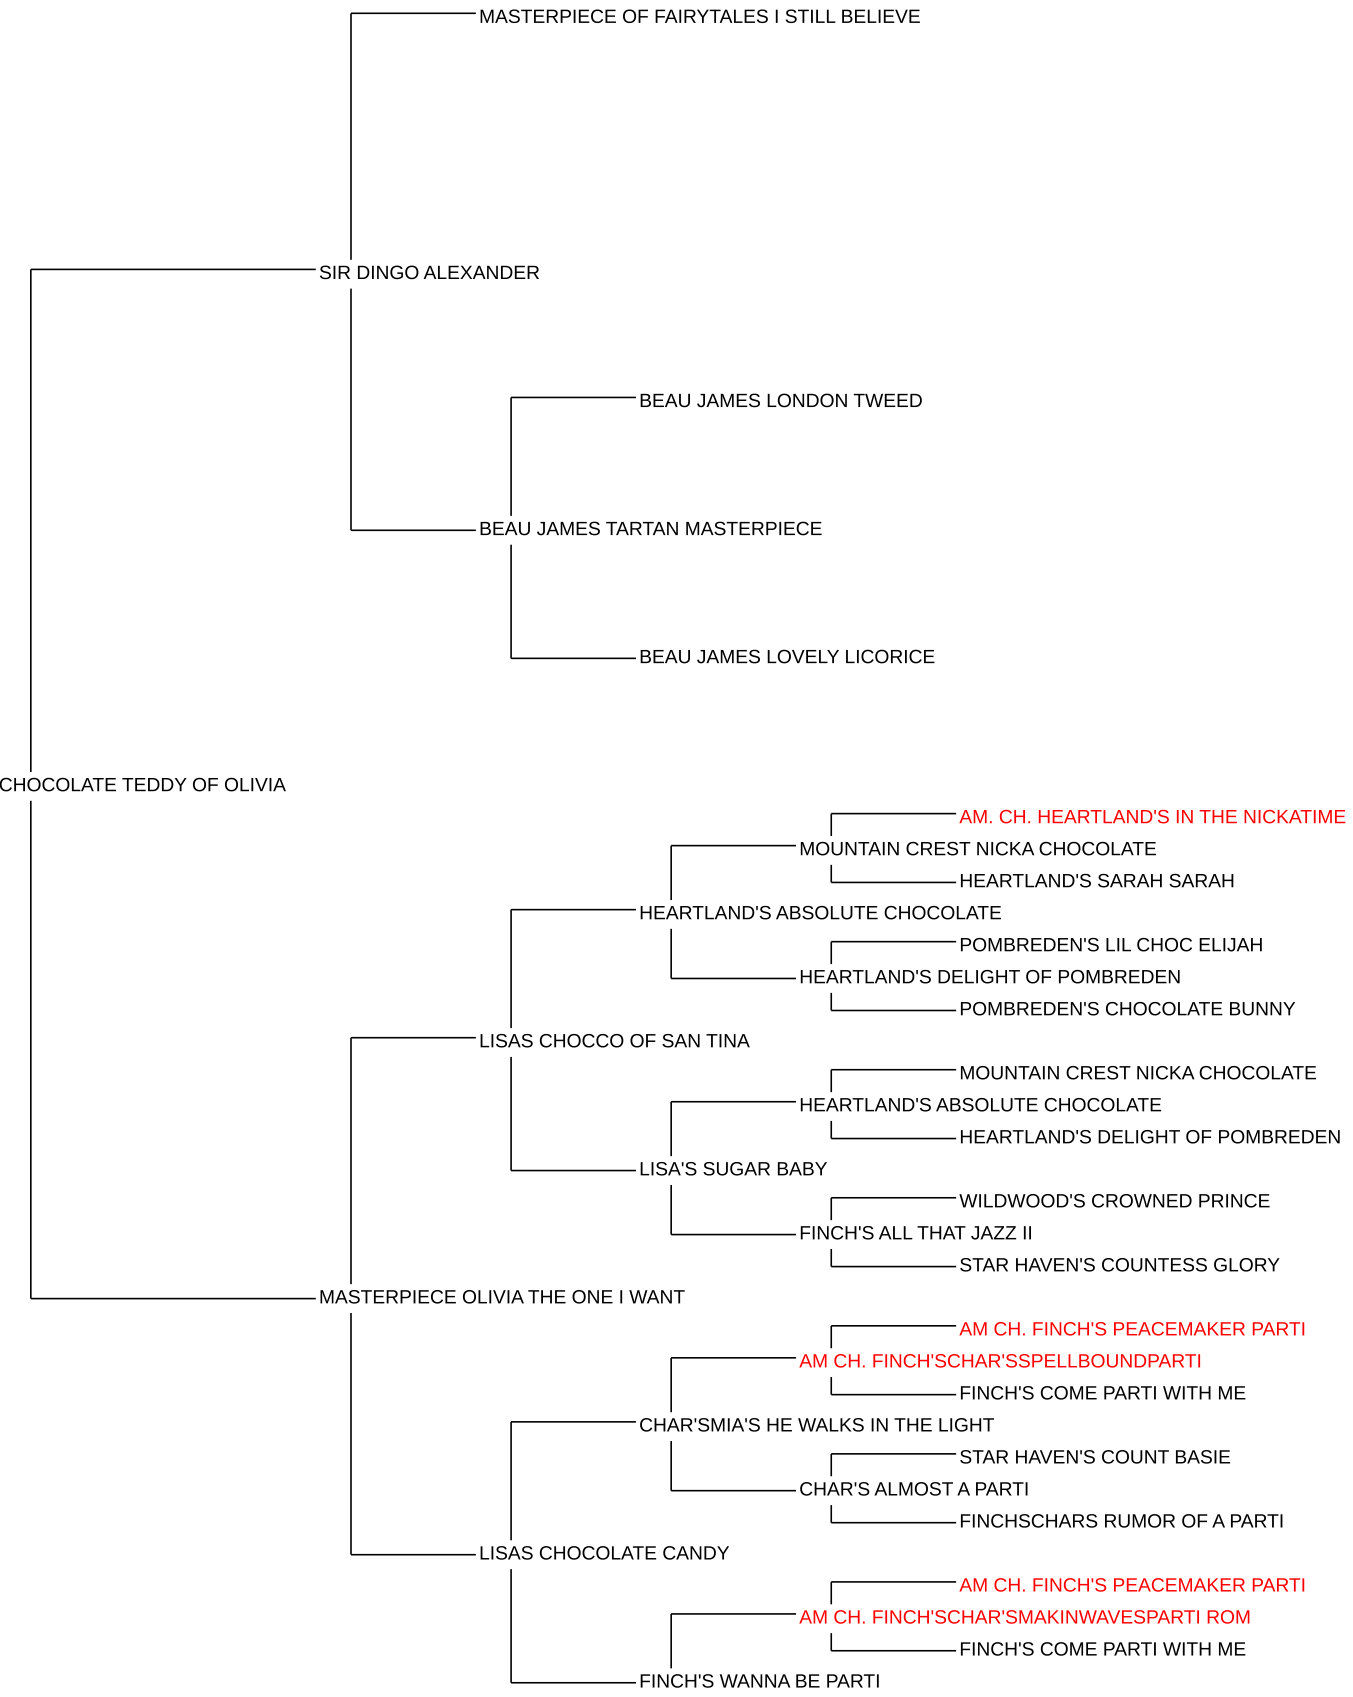 MASTERPIECE OF FAIRYTALES I STILL BELIEVE
SIR DINGO ALEXANDER
BEAU JAMES LONDON TWEED
BEAU JAMES TARTAN MASTERPIECE
BEAU JAMES LOVELY LICORICE
CHOCOLATE TEDDY OF OLIVIA
AM. CH. HEARTLAND'S IN THE NICKATIME
MOUNTAIN CREST NICKA CHOCOLATE
HEARTLAND'S SARAH SARAH
HEARTLAND'S ABSOLUTE CHOCOLATE
POMBREDEN'S LIL CHOC ELIJAH
HEARTLAND'S DELIGHT OF POMBREDEN
POMBREDEN'S CHOCOLATE BUNNY
LISAS CHOCCO OF SAN TINA
MOUNTAIN CREST NICKA CHOCOLATE
HEARTLAND'S ABSOLUTE CHOCOLATE
HEARTLAND'S DELIGHT OF POMBREDEN
LISA'S SUGAR BABY
WILDWOOD'S CROWNED PRINCE
FINCH'S ALL THAT JAZZ II
STAR HAVEN'S COUNTESS GLORY
MASTERPIECE OLIVIA THE ONE I WANT
AM CH. FINCH'S PEACEMAKER PARTI
AM CH. FINCH'SCHAR'SSPELLBOUNDPARTI
FINCH'S COME PARTI WITH ME
CHAR'SMIA'S HE WALKS IN THE LIGHT
STAR HAVEN'S COUNT BASIE
CHAR'S ALMOST A PARTI
FINCHSCHARS RUMOR OF A PARTI
LISAS CHOCOLATE CANDY
AM CH. FINCH'S PEACEMAKER PARTI
AM CH. FINCH'SCHAR'SMAKINWAVESPARTI ROM
FINCH'S COME PARTI WITH ME
FINCH'S WANNA BE PARTI